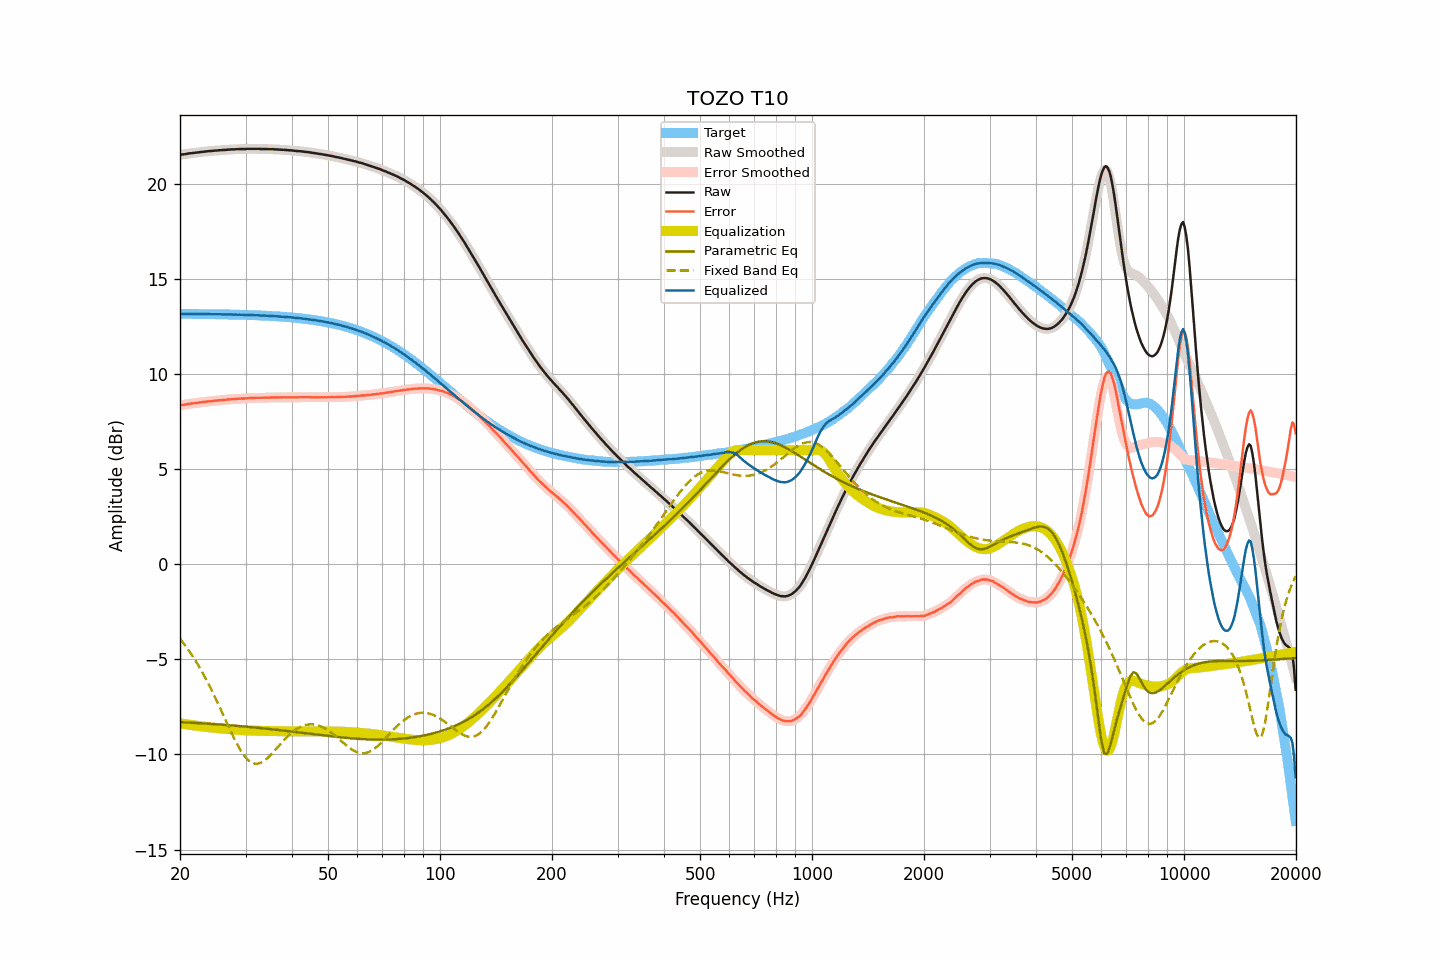 TOZO T10
Target
Raw Smoothed
Error Smoothed
Raw
Error
Equalization
Parametric Eq
Fixed Band Eq
Equalized
Amplitude (dBr)
20
15
10
5
0
−5
−10
−15
20 50 100 200 500 1000 2000 5000 10000 20000
Frequency (Hz)